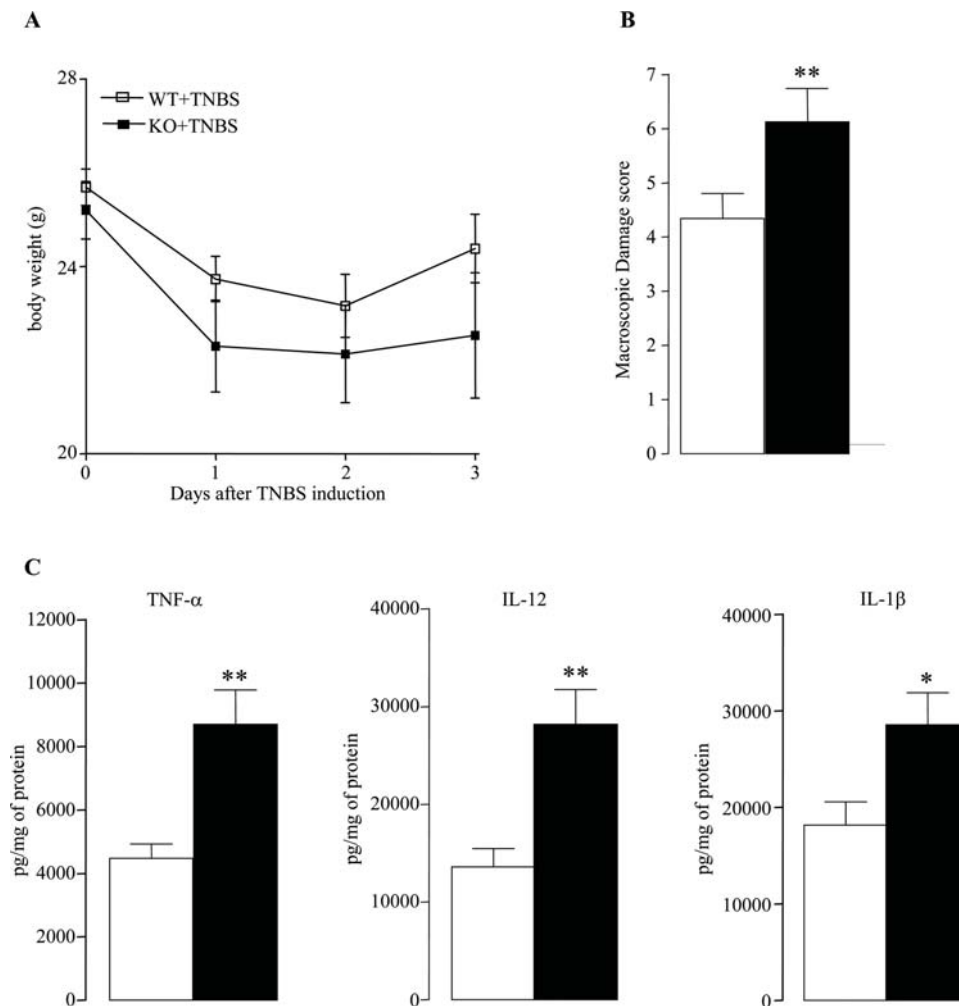 A
28
WT+TNBS
KO+TNBS
24
20
body weight (g)
0 1 2 3
Days after TNBS induction
B
**
7
6
5
4
3
2
1
0
Macroscopic Damage score
C
TNF-α
12000
10000
8000
6000
4000
2000
0
pg/mg of protein
**
IL-12
40000
30000
20000
10000
0
pg/mg of protein
**
IL-1β
40000
30000
20000
10000
0
pg/mg of protein
*